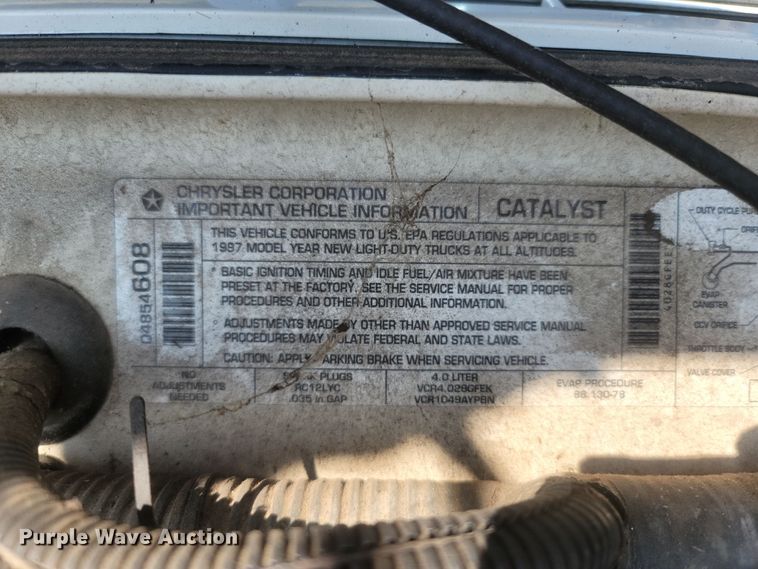 CHRYSLER CORPORATION
IMPORTANT VEHICLE INFORMATION
CATALYST
THIS VEHICLE CONFORMS TO U.S. EPA REGULATIONS APPLICABLE TO
1997 MODEL YEAR NEW LIGHT-DUTY TRUCKS AT ALL ALTITUDES.
* BASIC IGNITION TIMING AND IDLE FUEL/AIR MIXTURE HAVE BEEN
PRESET AT THE FACTORY. SEE THE SERVICE MANUAL FOR PROPER
PROCEDURES AND OTHER ADDITIONAL INFORMATION.
* ADJUSTMENTS MADE BY OTHER THAN APPROVED SERVICE MANUAL
PROCEDURES MAY VIOLATE FEDERAL AND STATE LAWS.
CAUTION: APPLY PARKING BRAKE WHEN SERVICING VEHICLE.
04854608
NO
ADJUSTMENTS
NEEDED
PLUGS
RC12LYC
.035 in GAP
4.0 LITER
VCR4.028GFEK
VCR1049AYPBN
EVAP PROCEDURE
88.130-78
DUTY CYCLE
EVAP
CANISTER
CCV ORIFICE
THROTTLE BODY
VALVE COVER
Purple Wave Auction